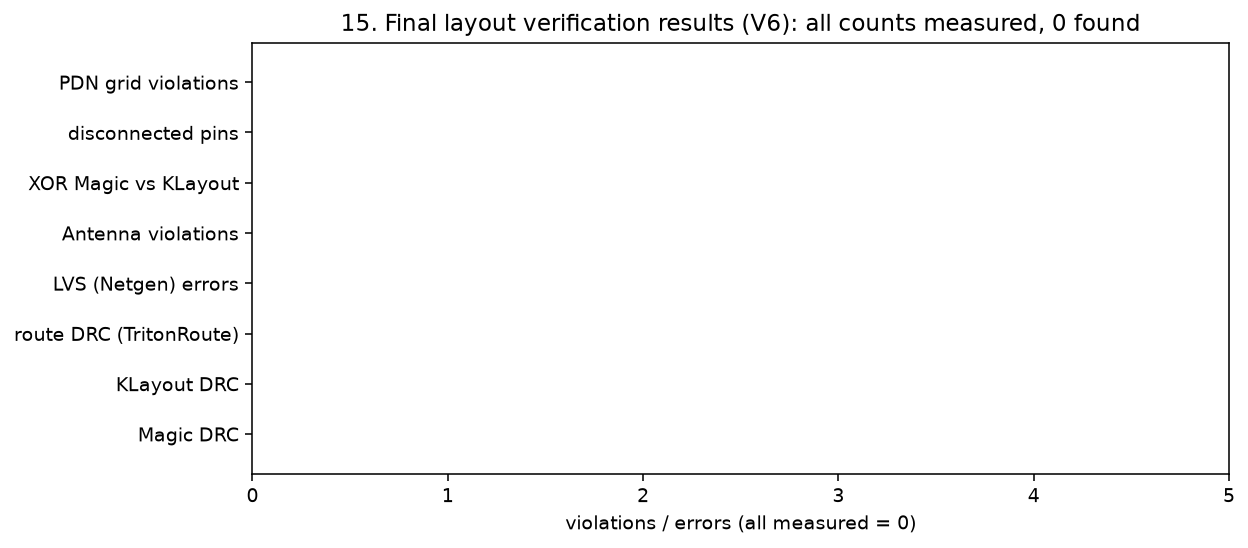 15. Final layout verification results (V6): all counts measured, 0 found
PDN grid violations
disconnected pins
XOR Magic vs KLayout
Antenna violations
LVS (Netgen) errors
route DRC (TritonRoute)
KLayout DRC
Magic DRC
0 1 2 3 4 5
violations / errors (all measured = 0)